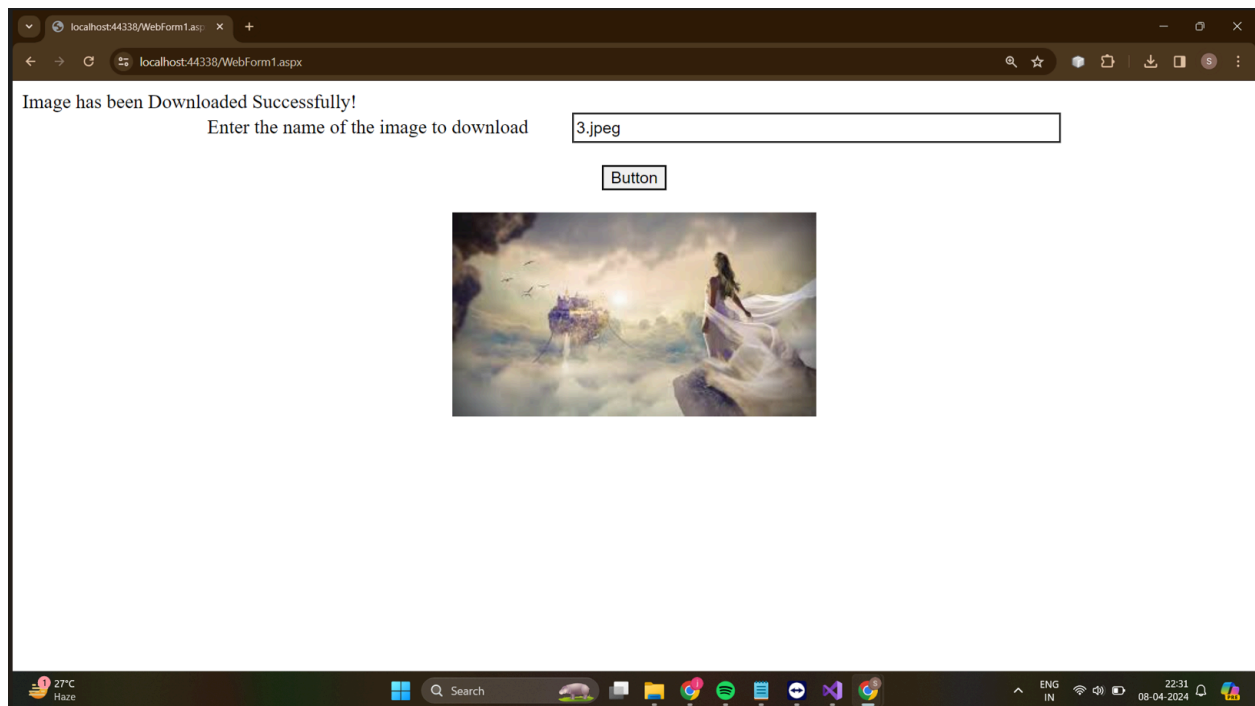 localhost:44338/WebForm1.asp
localhost:44338/WebForm1.aspx
S
Image has been Downloaded Successfully!
Enter the name of the image to download
3.jpeg
Button
1
27°C
Haze
Search
ENG
IN
22:31
08-04-2024